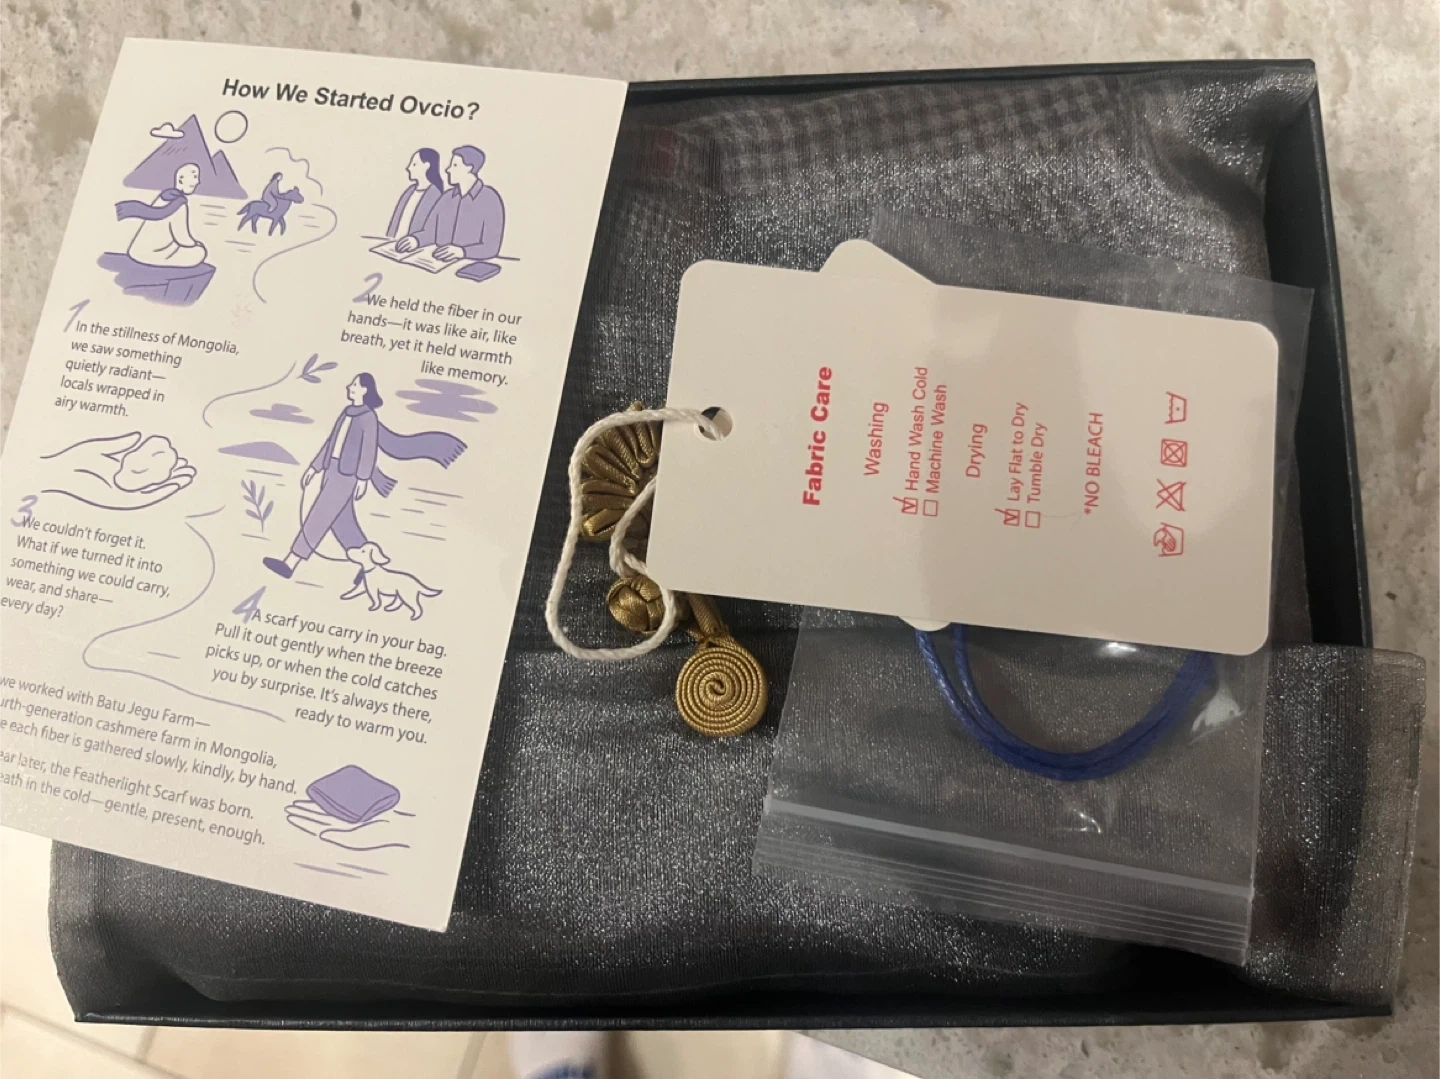 How We Started Ovcio?
1
In the stillness of Mongolia,
we saw something
quietly radiant—
locals wrapped in
airy warmth.
2
We held the fiber in our
hands—it was like air, like
breath, yet it held warmth
like memory.
3
We couldn't forget it.
What if we turned it into
something we could carry,
wear, and share—
every day?
4
A scarf you carry in your bag.
Pull it out gently when the breeze
picks up, or when the cold catches
you by surprise. It's always there,
ready to warm you.
we worked with Batu Jegu Farm—
generation cashmere farm in Mongolia,
each fiber is gathered slowly, kindly, by hand.
later, the Featherlight Scarf was born.
in the cold—gentle, present, enough.
Fabric Care
Washing
Hand Wash Cold
Machine Wash
Drying
Lay Flat to Dry
Tumble Dry
*NO BLEACH